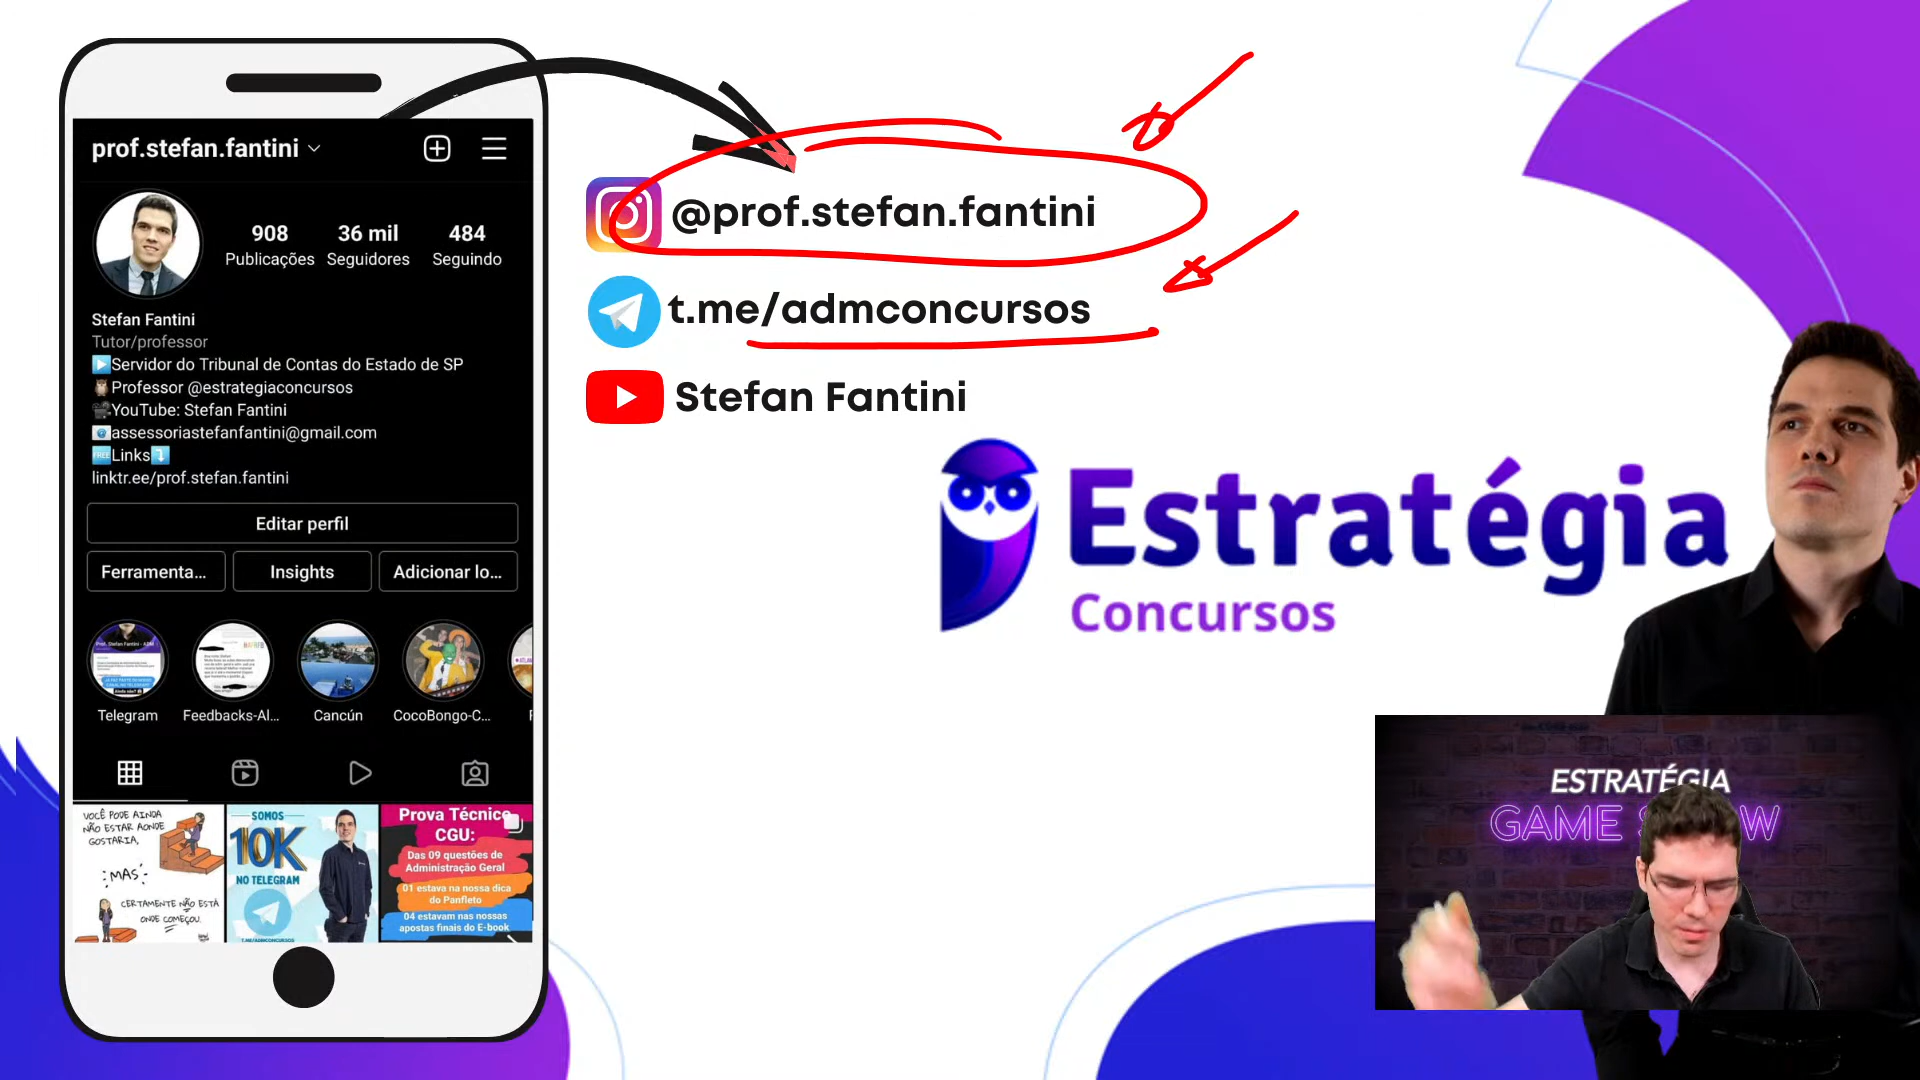 prof.stefan.fantini
908
Publicações
36 mil
Seguidores
484
Seguindo
Stefan Fantini
Tutor/professor
Servidor do Tribunal de Contas do Estado de SP
Professor @estrategiaconcursos
YouTube: Stefan Fantini
assessoriastefanfantini@gmail.com
FREE Links
linktr.ee/prof.stefan.fantini
Editar perfil
Ferramenta...
Insights
Adicionar lo...
Telegram
Feedbacks-Al...
Cancún
CocoBongo-C...
VOCÊ PODE AINDA
NÃO ESTAR AONDE
GOSTARIA,
MAS
CERTAMENTE NÃO ESTÁ
ONDE COMEÇOU.
SOMOS
10K
NO TELEGRAM
T.ME/ADMCONCURSOS
Prova Técnico
CGU:
Das 09 questões de
Administração Geral
01 estava na nossa dica
do Panfleto
04 estavam nas nossas
apostas finais do E-book
@prof.stefan.fantini
t.me/admconcursos
Stefan Fantini
Estratégia
Concursos
ESTRATÉGIA
GAME S W